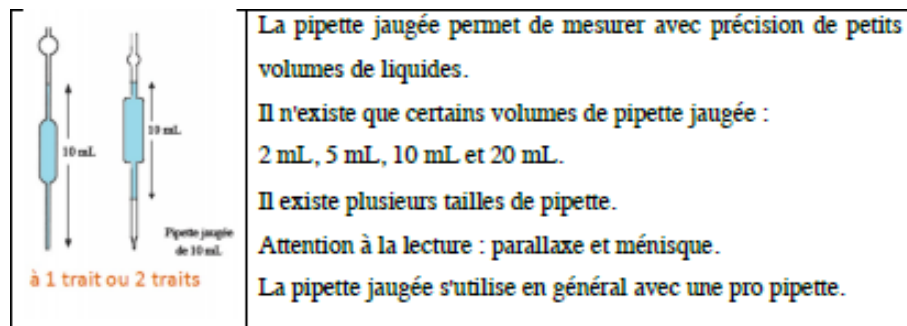 10 mL
10 mL
Pipette jaugée
de 10 mL
à 1 trait ou 2 traits
La pipette jaugée permet de mesurer avec précision de petits
volumes de liquides.
Il n'existe que certains volumes de pipette jaugée :
2 mL, 5 mL, 10 mL et 20 mL.
Il existe plusieurs tailles de pipette.
Attention à la lecture : parallaxe et ménisque.
La pipette jaugée s'utilise en général avec une pro pipette.